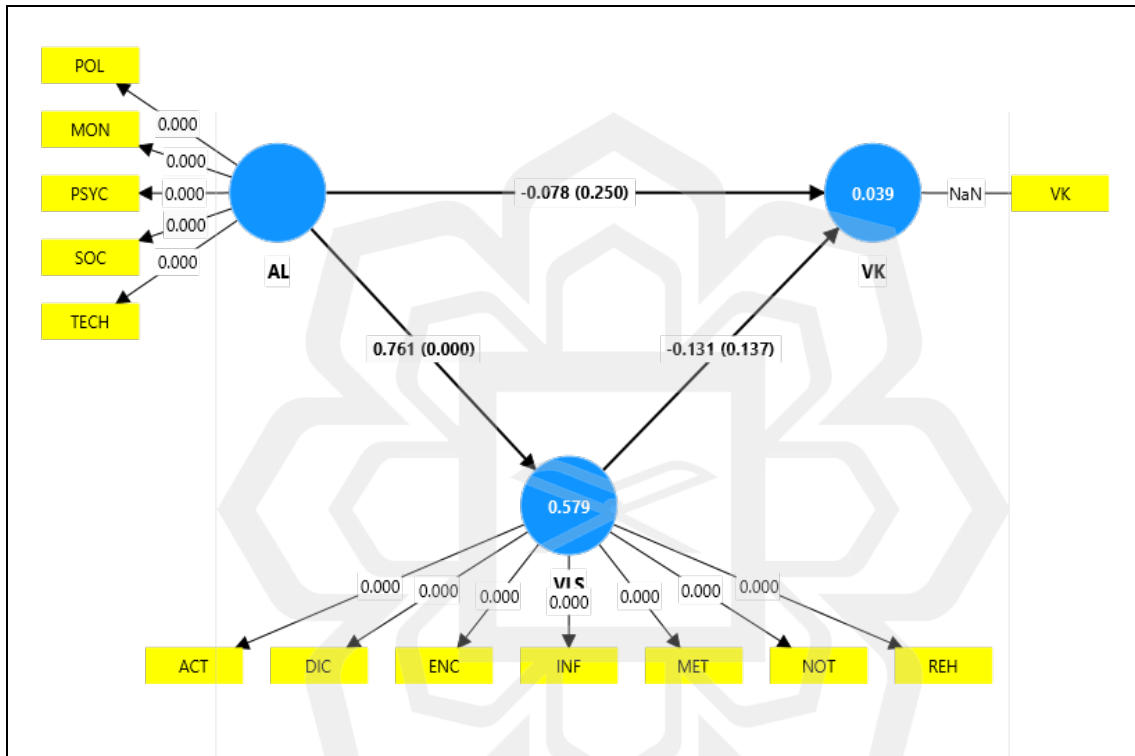 POL
0.000
MON
0.000
PSYC
0.000
SOC
0.000
TECH
0.000
AL
-0.078 (0.250)
0.039
NaN
VK
VK
0.761 (0.000)
-0.131 (0.137)
0.579
VLS
0.000
0.000
0.000
0.000
0.000
0.000
0.000
ACT
DIC
ENC
INF
MET
NOT
REH